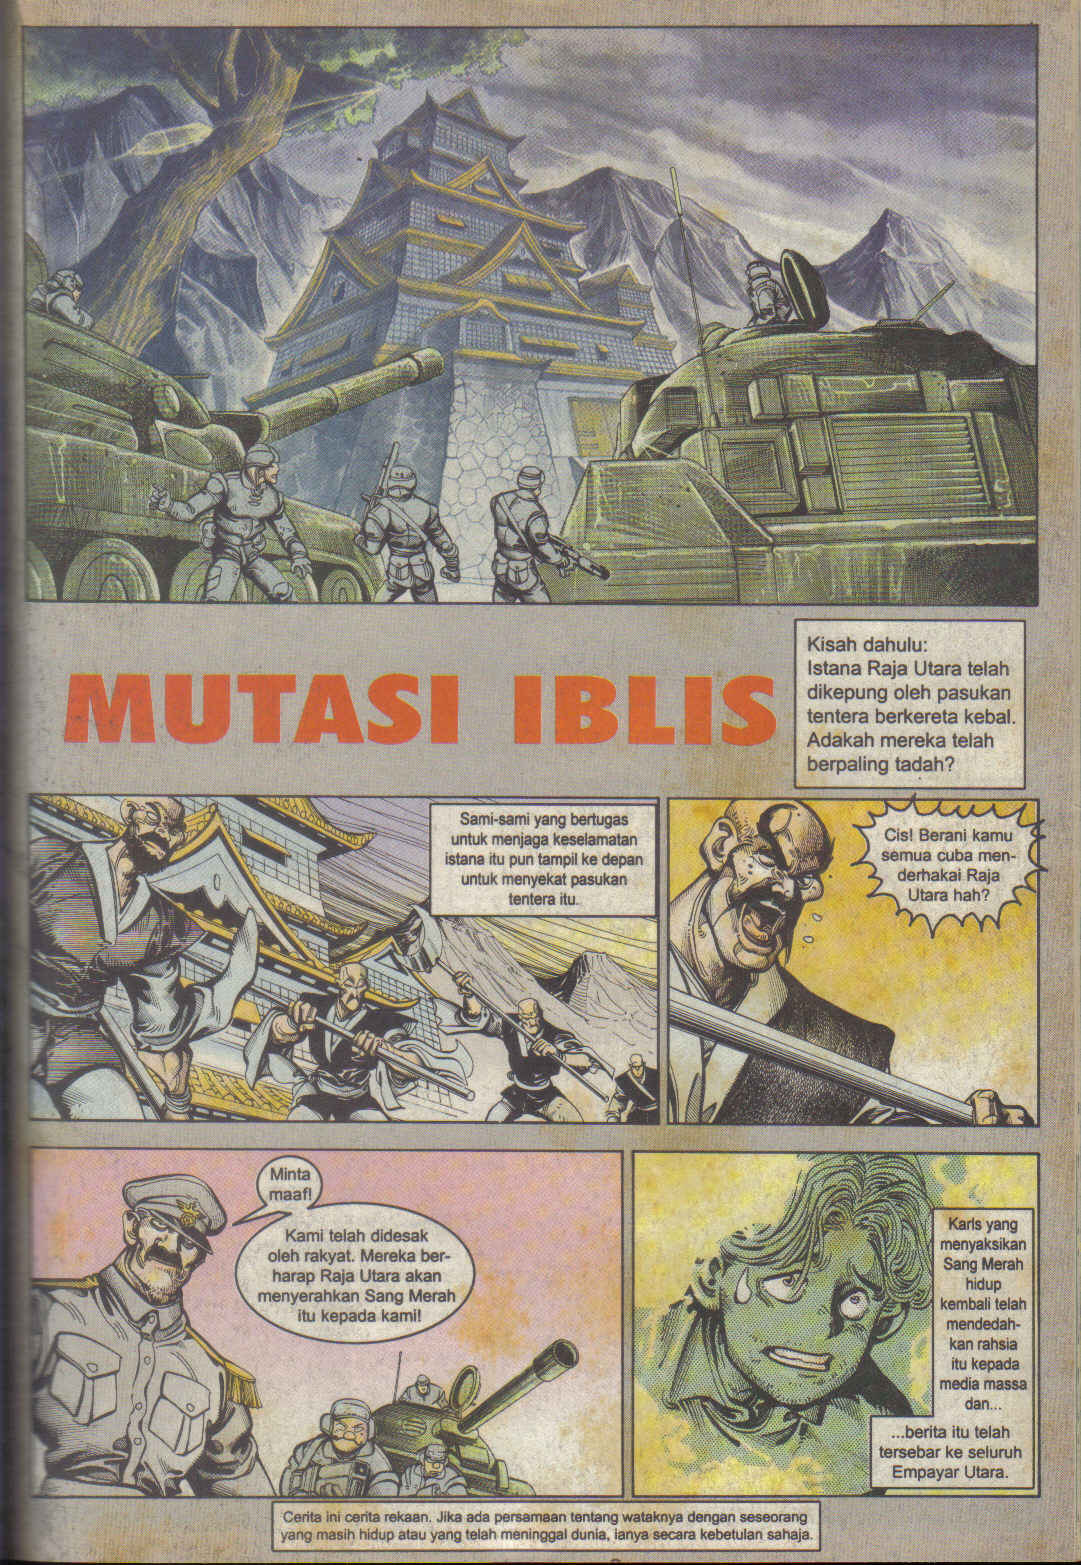 MUTASI IBLIS
Kisah dahulu:
Istana Raja Utara telah
dikepung oleh pasukan
tentera berkereta kebal.
Adakah mereka telah
berpaling tadah?
Sami-sami yang bertugas
untuk menjaga keselamatan
istana itu pun tampil ke depan
untuk menyekat pasukan
tentera itu.
Cis! Berani kamu
semua cuba men-
derhakai Raja
Utara hah?
Minta
maaf!
Kami telah didesak
oleh rakyat. Mereka ber-
harap Raja Utara akan
menyerahkan Sang Merah
itu kepada kami!
Karls yang
menyaksikan
Sang Merah
hidup
kembali telah
mendedah-
kan rahsia
itu kepada
media massa
dan...
...berita itu telah
tersebar ke seluruh
Empayar Utara.
Cerita ini cerita rekaan. Jika ada persamaan tentang wataknya dengan seseorang
yang masih hidup atau yang telah meninggal dunia, ianya secara kebetulan sahaja.